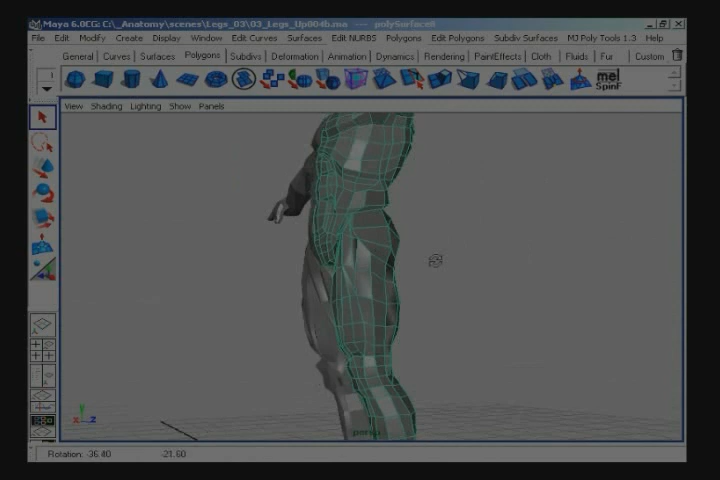 Maya 6.0CG: C:\_Anatomy\scenes\Legs_03\03_Legs_Up004b.ma --- polySurface6
File Edit Modify Create Display Window Edit Curves Surfaces Edit NURBS Polygons Edit Polygons Subdiv Surfaces MJ Poly Tools 1.3 Help
General Curves Surfaces Polygons Subdivs Deformation Animation Dynamics Rendering PaintEffects Cloth Fluids Fur Custom
mel
SpinF
View Shading Lighting Show Panels
y
x z
persp
Rotation: -36.40 -21.60